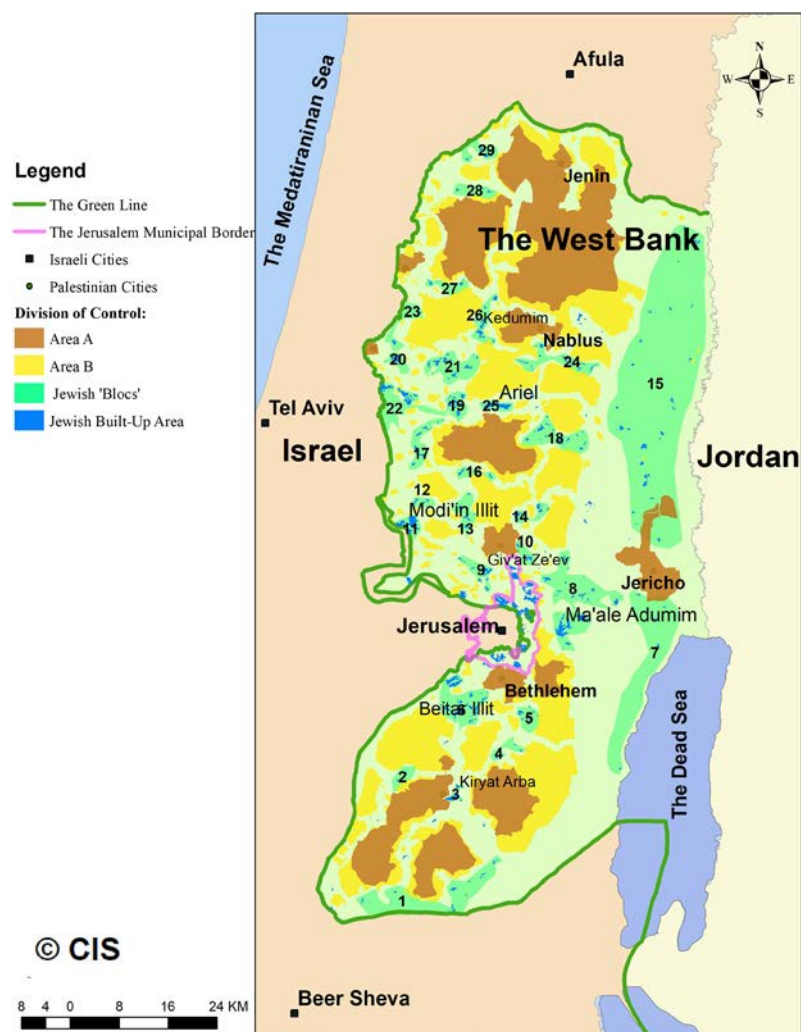 Legend
The Green Line
The Jerusalem Municipal Border
Israeli Cities
Palestinian Cities
Division of Control:
Area A
Area B
Jewish 'Blocs'
Jewish Built-Up Area
© CIS
8 4 0 8 16 24 KM
The Medatiraninan Sea
Afula
N
W E
S
29
Jenin
28
The West Bank
27
23
26
Kedumim
Nablus
20
21
24
15
Ariel
22
19
25
Tel Aviv
Israel
18
Jordan
17
16
12
Modi'in Illit
14
11
13
10
Giv'at Ze'ev
9
8
Jericho
Ma'ale Adumim
Jerusalem
7
Bethlehem
Beitar Illit
6
5
4
The Dead Sea
2
Kiryat Arba
3
1
Beer Sheva